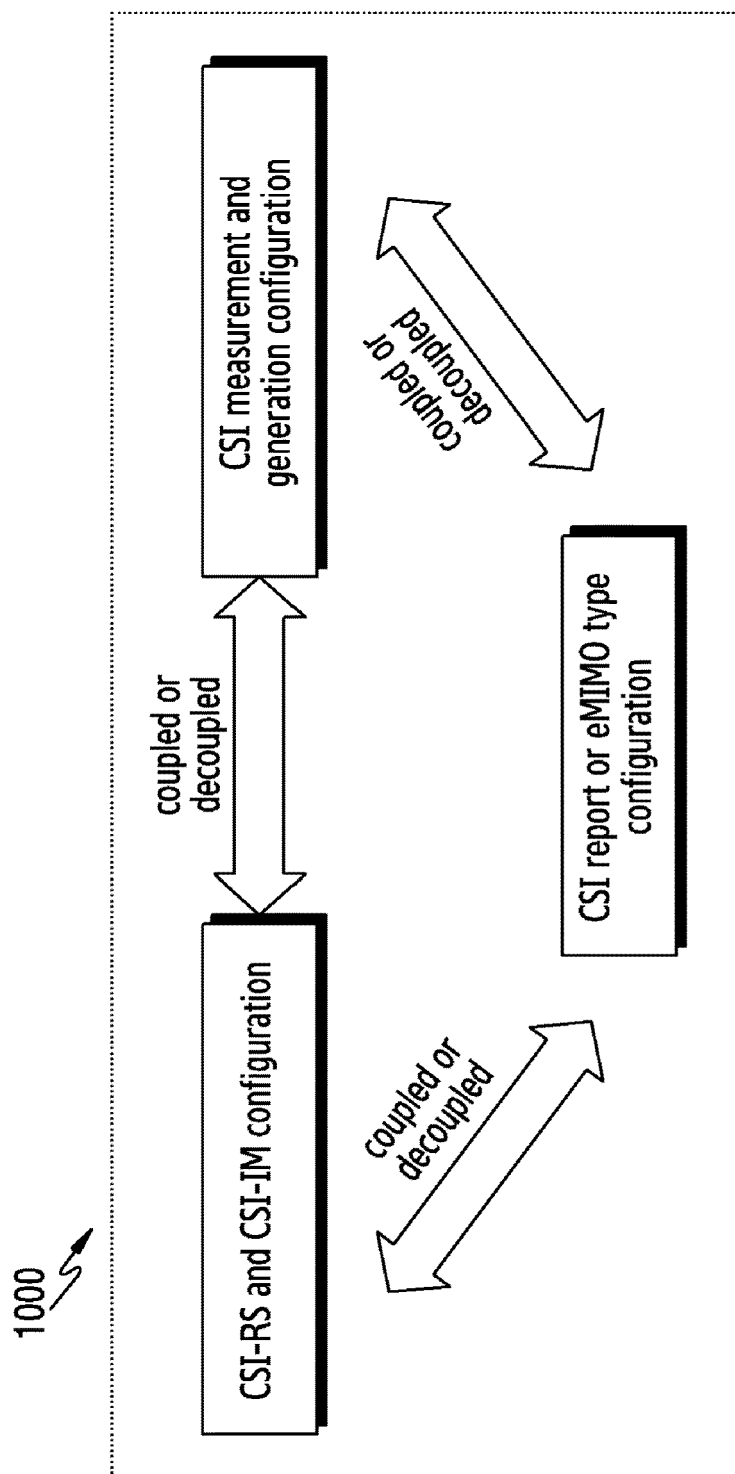 1000
CSI-RS and CSI-IM configuration
coupled or
decoupled
CSI measurement and
generation configuration
coupled or
decoupled
coupled or
decoupled
CSI report or eMIMO type
configuration